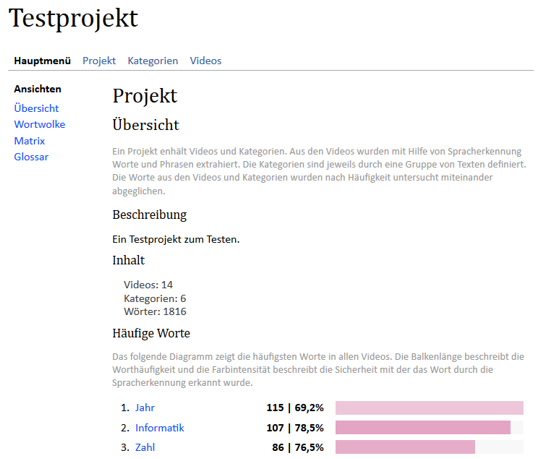 Testprojekt
Hauptmenü Projekt Kategorien Videos
Ansichten
Übersicht
Wortwolke
Matrix
Glossar
Projekt
Übersicht
Ein Projekt enhält Videos und Kategorien. Aus den Videos wurden mit Hilfe von Spracherkennung
Worte und Phrasen extrahiert. Die Kategorien sind jeweils durch eine Gruppe von Texten definiert.
Die Worte aus den Videos und Kategorien wurden nach Häufigkeit untersucht miteinander
abgeglichen.
Beschreibung
Ein Testprojekt zum Testen.
Inhalt
Videos: 14
Kategorien: 6
Wörter: 1816
Häufige Worte
Das folgende Diagramm zeigt die häufigsten Worte in allen Videos. Die Balkenlänge beschreibt die
Worthäufigkeit und die Farbintensität beschreibt die Sicherheit mit der das Wort durch die
Spracherkennung erkannt wurde.
1. Jahr 115 | 69,2%
2. Informatik 107 | 78,5%
3. Zahl 86 | 76,5%